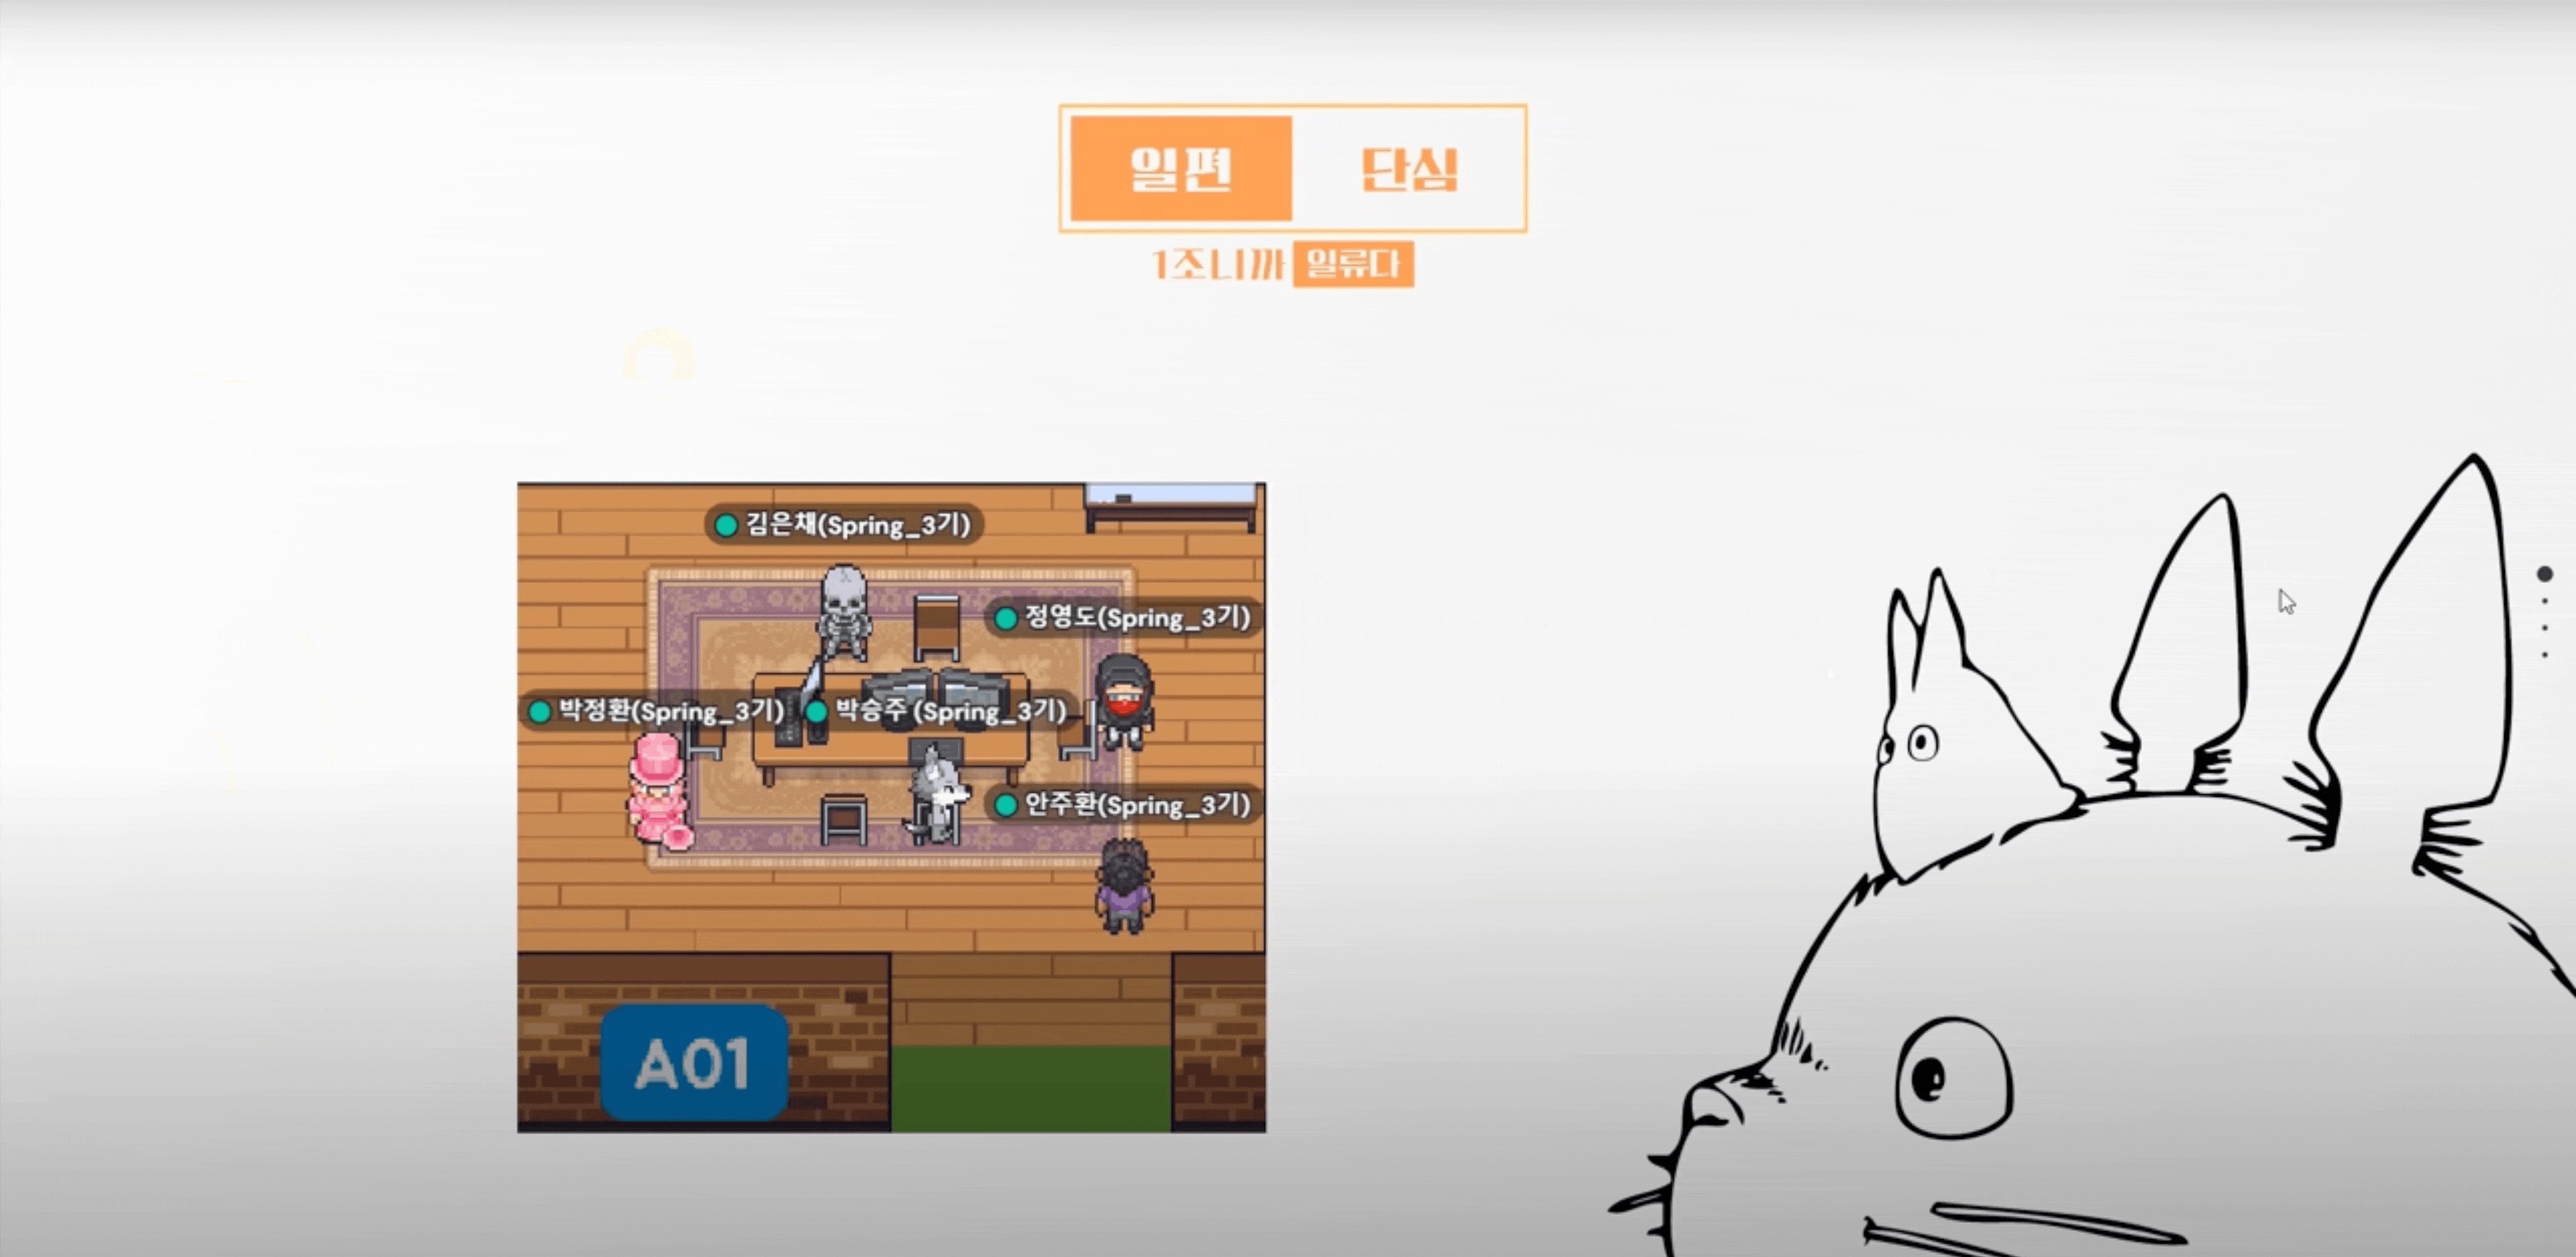 일편 단심
1조니까 일류다
김은채(Spring_3기)
정영도(Spring_3기)
박정환(Spring_3기) 박승주 (Spring_3기)
안주환(Spring_3기)
A01